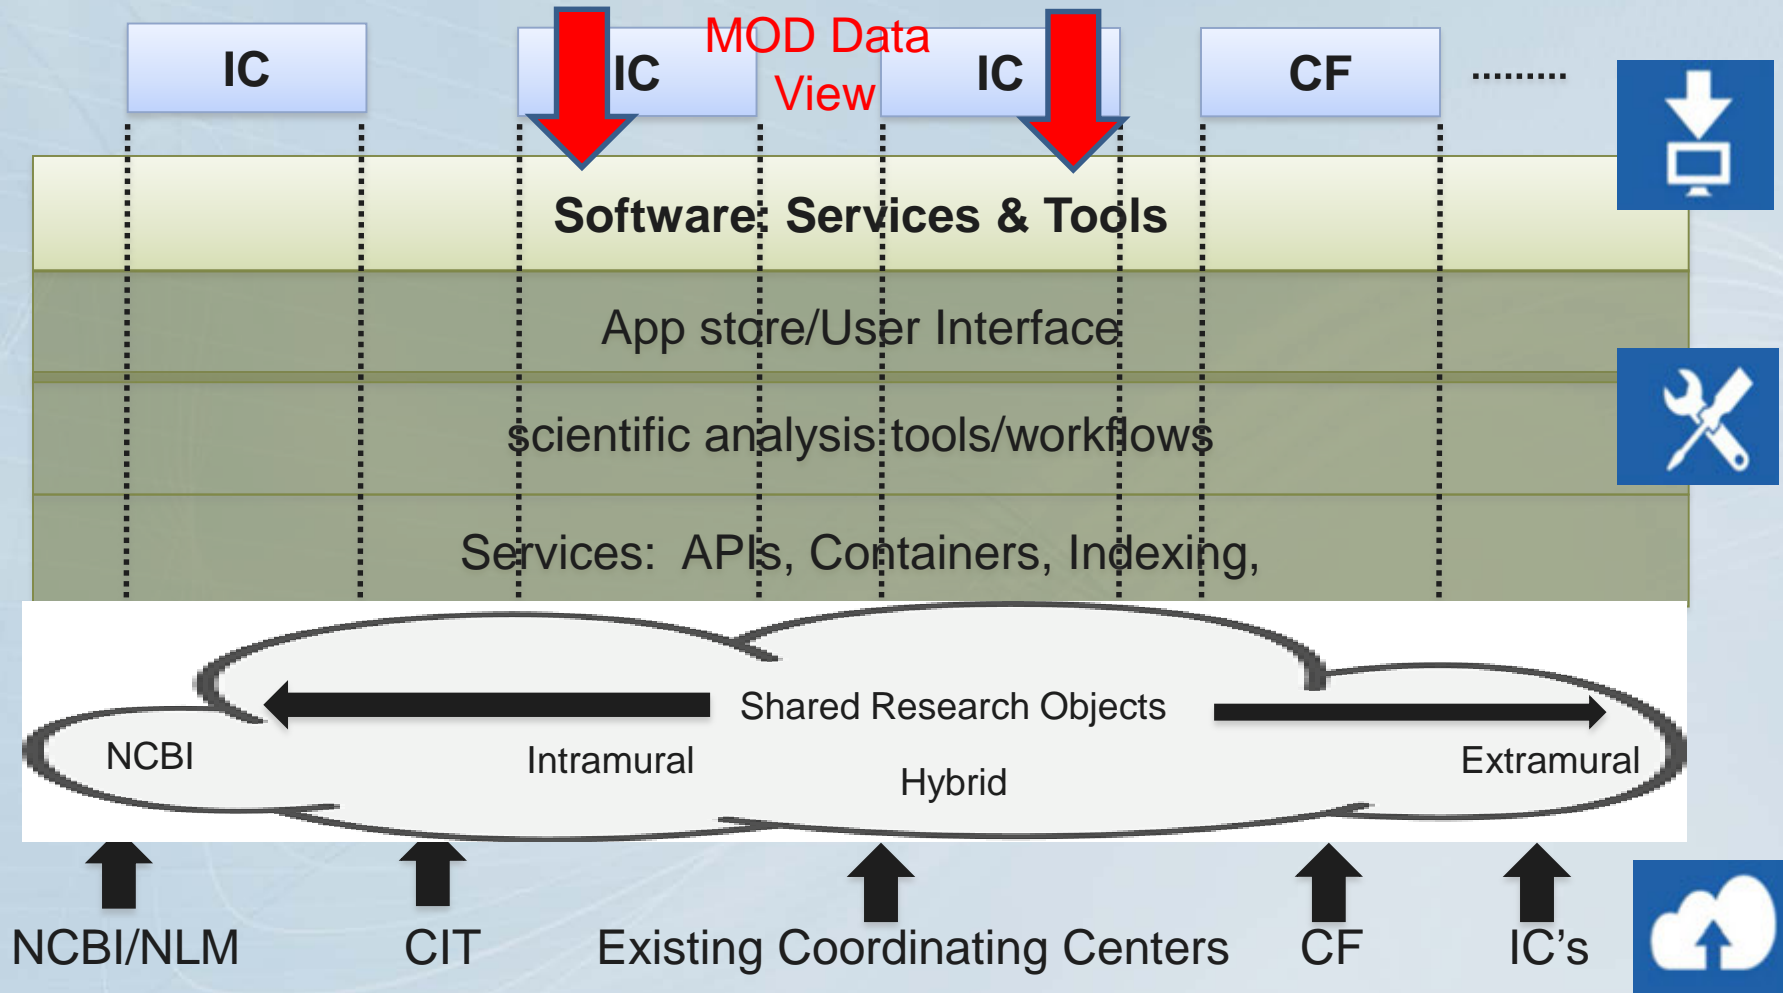 IC
IC
MOD Data
View
IC
CF
.........
Software: Services & Tools
App store/User Interface
scientific analysis tools/workflows
Services:  APIs, Containers, Indexing,
Shared Research Objects
NCBI
Intramural
Hybrid
Extramural
NCBI/NLM
CIT
Existing Coordinating Centers
CF
IC’s